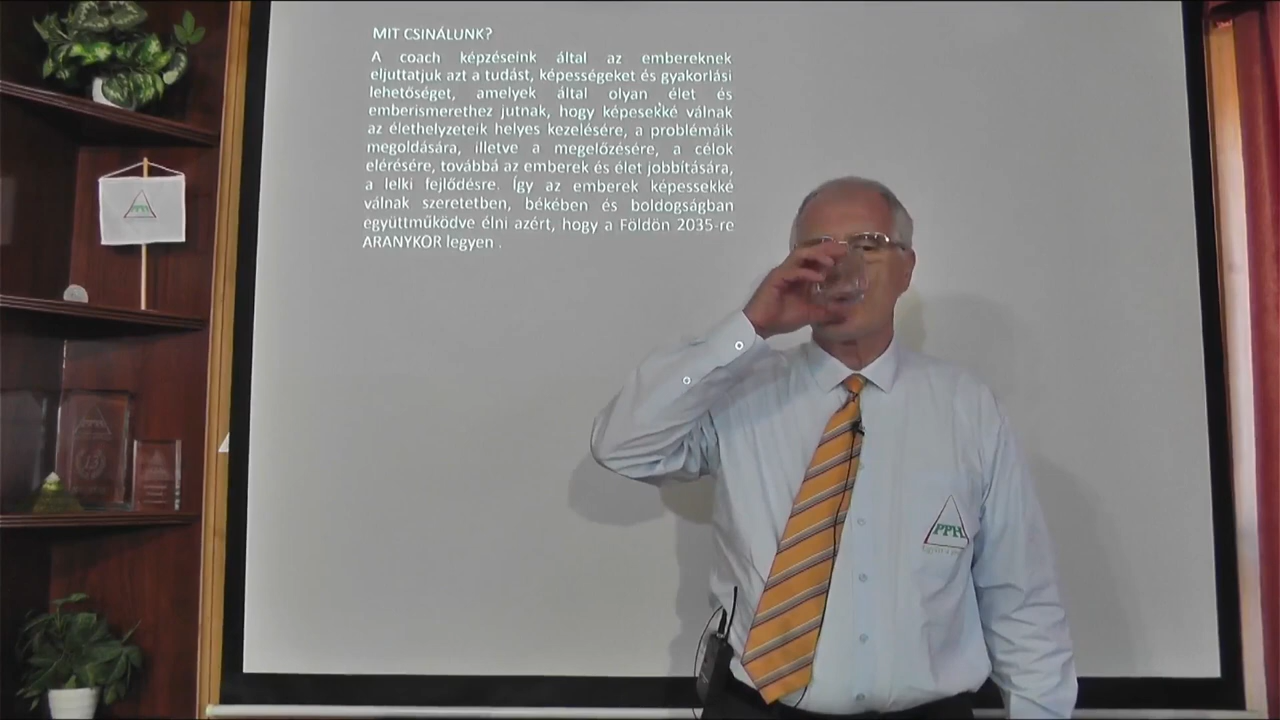 MIT CSINÁLUNK?
A coach képzéseink által az embereknek
eljuttatjuk azt a tudást, képességeket és gyakorlási
lehetőséget, amelyek által olyan élet és
emberismerethez jutnak, hogy képesekké válnak
az élethelyzeteik helyes kezelésére, a problémáik
megoldására, illetve a megelőzésére, a célok
elérésére, továbbá az emberek és élet jobbítására,
a lelki fejlődésre. Így az emberek képessekké
válnak szeretetben, békében és boldogságban
együttműködve élni azért, hogy a Földön 2035-re
ARANYKOR legyen .
PPH
PPH